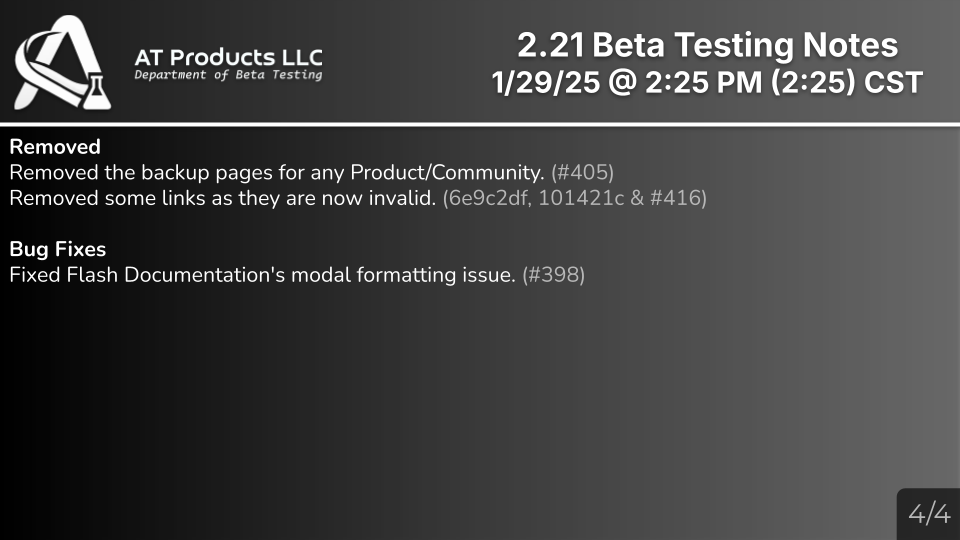 AT Products LLC
Department of Beta Testing
2.21 Beta Testing Notes
1/29/25 @ 2:25 PM (2:25) CST
Removed
Removed the backup pages for any Product/Community. (#405)
Removed some links as they are now invalid. (6e9c2df, 101421c & #416)
Bug Fixes
Fixed Flash Documentation's modal formatting issue. (#398)
4/4